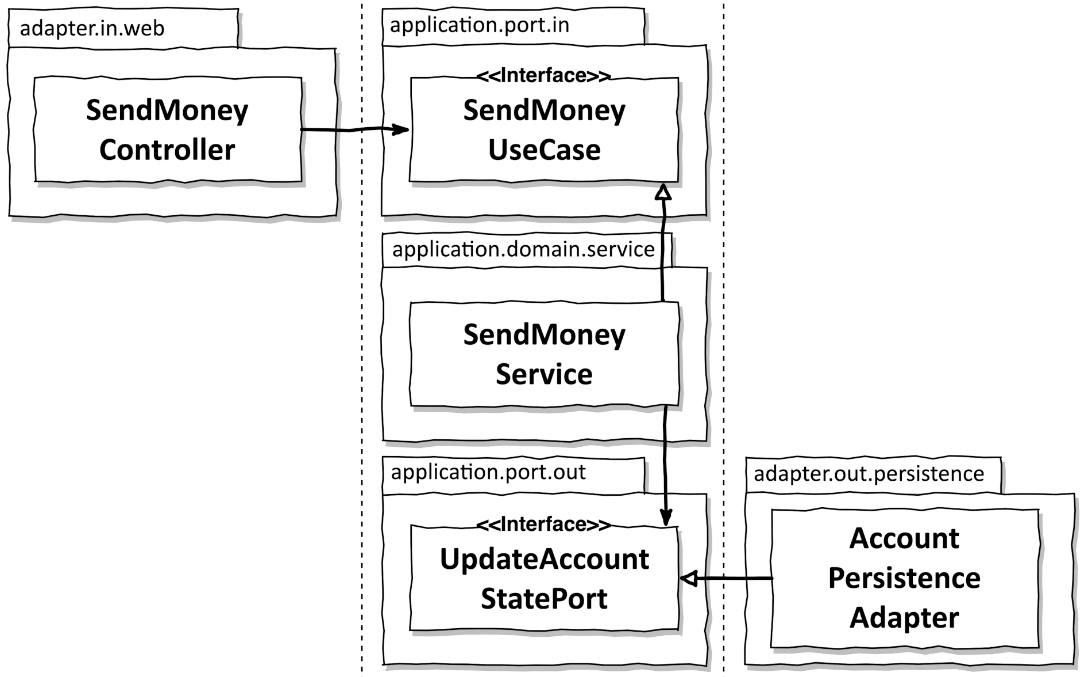 adapter.in.web
SendMoney
Controller
application.port.in
<<Interface>>
SendMoney
UseCase
application.domain.service
SendMoney
Service
application.port.out
<<Interface>>
UpdateAccount
StatePort
adapter.out.persistence
Account
Persistence
Adapter